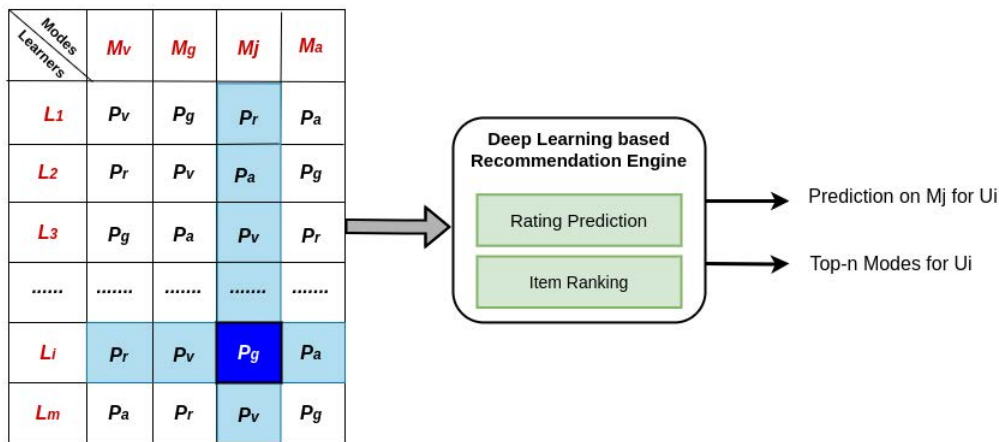 Modes
Learners
Mv Mg Mj Ma
L1 Pv Pg Pr Pa
L2 Pr Pv Pa Pg
L3 Pg Pa Pv Pr
...... ....... ....... ....... .......
Li Pr Pv Pg Pa
Lm Pa Pr Pv Pg
Deep Learning based
Recommendation Engine
Rating Prediction
Item Ranking
Prediction on Mj for Ui
Top-n Modes for Ui